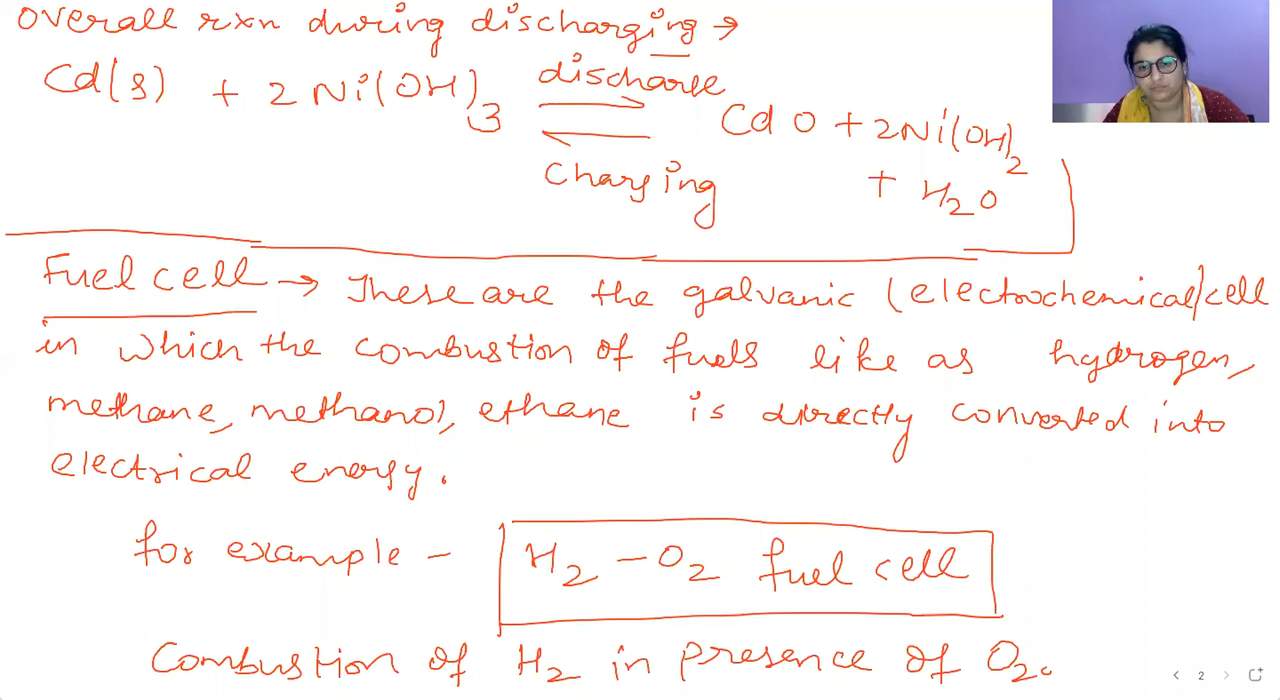 overall rxn during discharging →
Cd(s) + 2Ni(OH)3 discharge ⇌ charging CdO + 2Ni(OH)2
+ H2O
Fuel cell → These are the galvanic (electrochemical) cell
in which the combustion of fuels like as hydrogen,
methane, methanol, ethane is directly converted into
electrical energy.
for example - H2 - O2 fuel cell
Combustion of H2 in presence of O2.
< 2 >